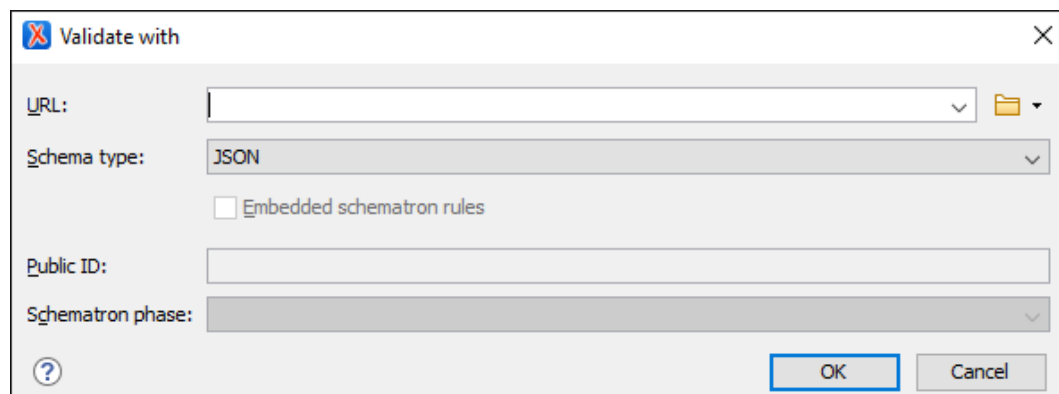 Validate with
URL:
Schema type: JSON
Embedded schematron rules
Public ID:
Schematron phase:
? OK Cancel